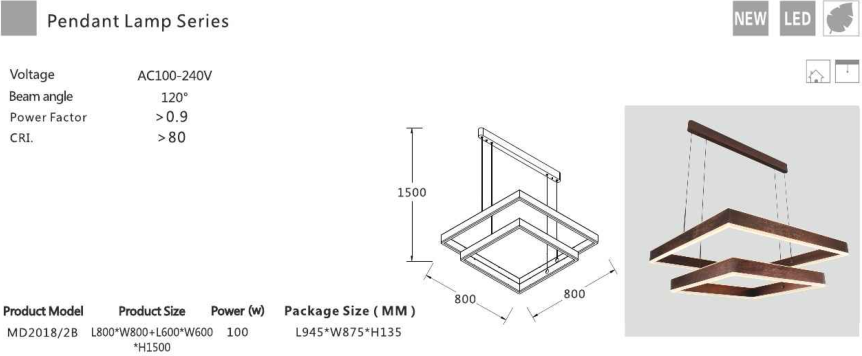 Pendant Lamp Series
NEW LED
Voltage AC100-240V
Beam angle 120°
Power Factor >0.9
CRI. >80
1500
800 800
Product Model Product Size Power (w) Package Size ( MM )
MD2018/2B L800*W800+L600*W600 100 L945*W875*H135
*H1500